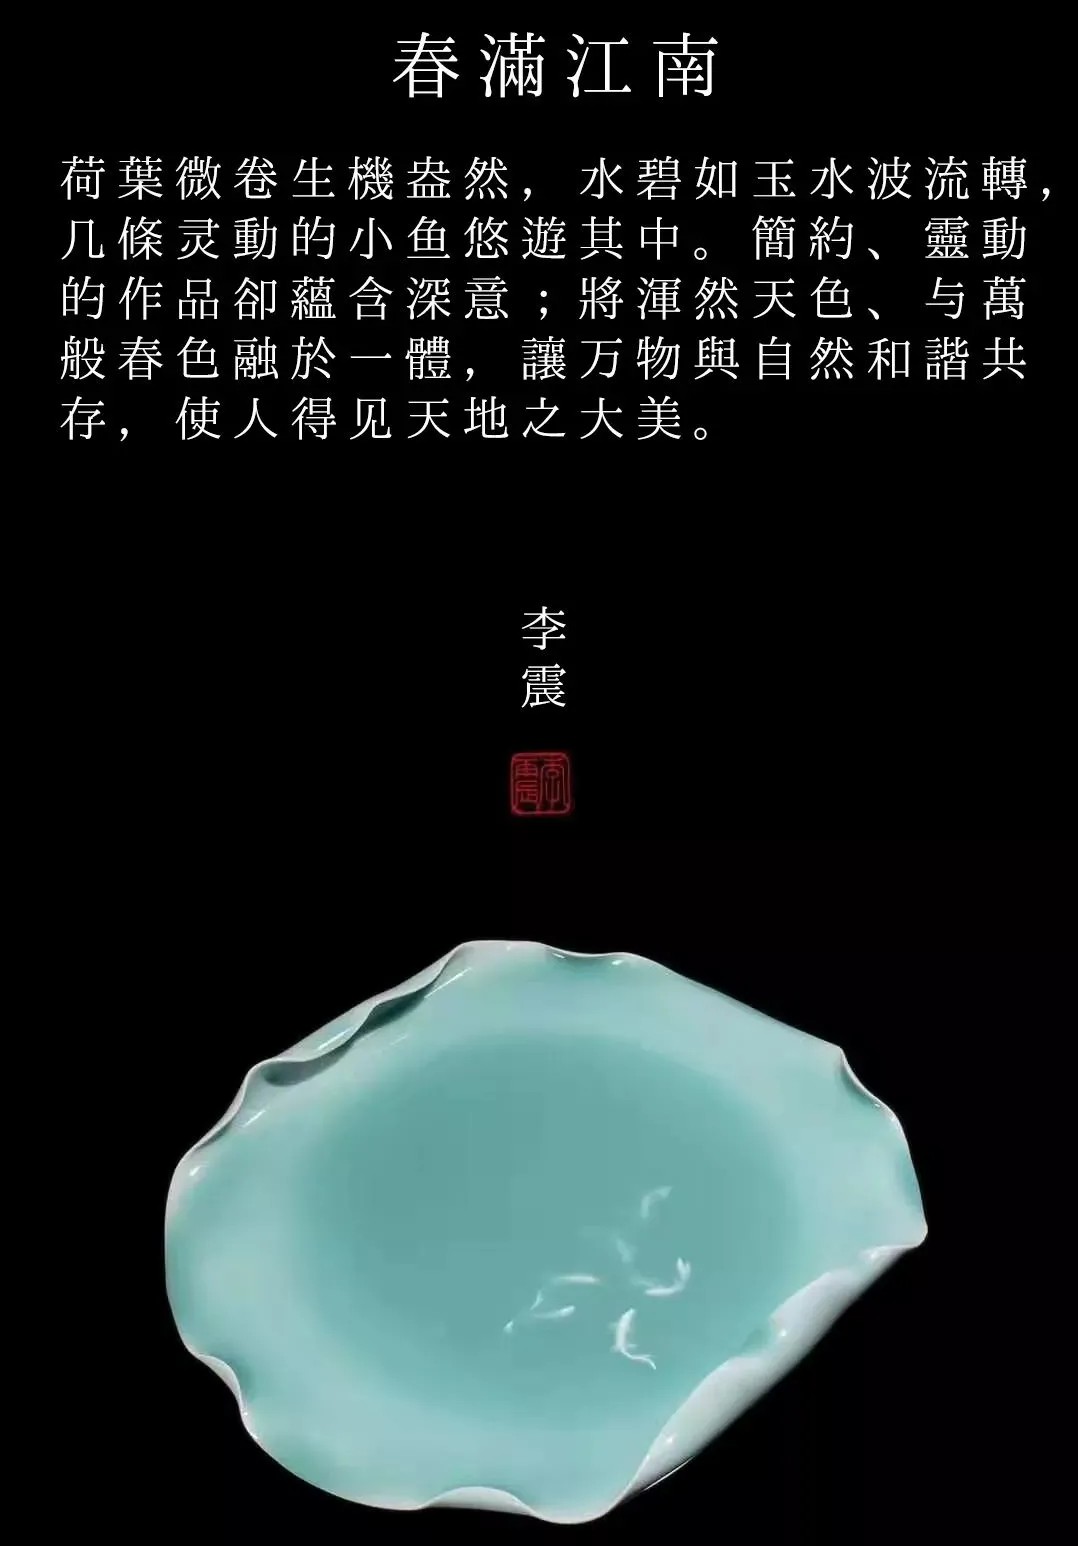 春滿江南
荷葉微卷生機盎然，水碧如玉水波流轉，
几條灵動的小鱼悠遊其中。簡約、靈動
的作品卻蘊含深意；將渾然天色、与萬
般春色融於一體，讓万物與自然和諧共
存，使人得见天地之大美。
李
震
李震